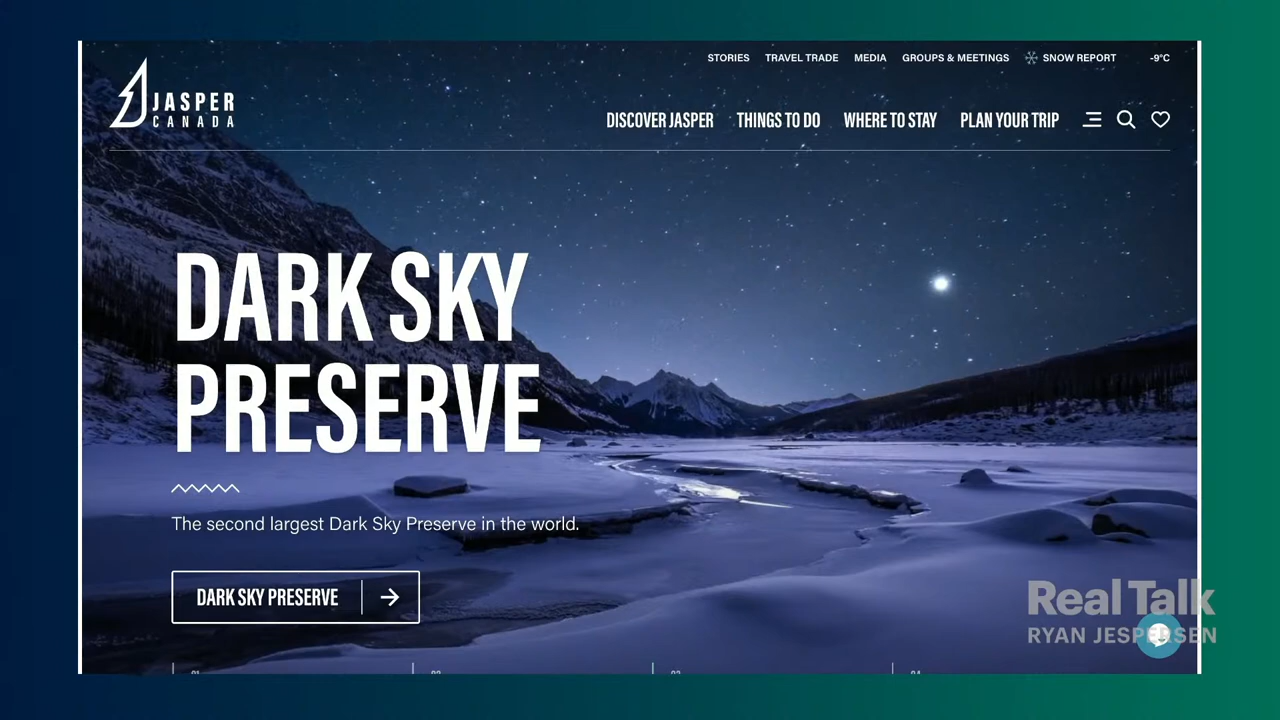 STORIES TRAVEL TRADE MEDIA GROUPS & MEETINGS SNOW REPORT -9°C
JASPER
CANADA
DISCOVER JASPER THINGS TO DO WHERE TO STAY PLAN YOUR TRIP
DARK SKY
PRESERVE
The second largest Dark Sky Preserve in the world.
DARK SKY PRESERVE
Real Talk
RYAN JESPERSEN